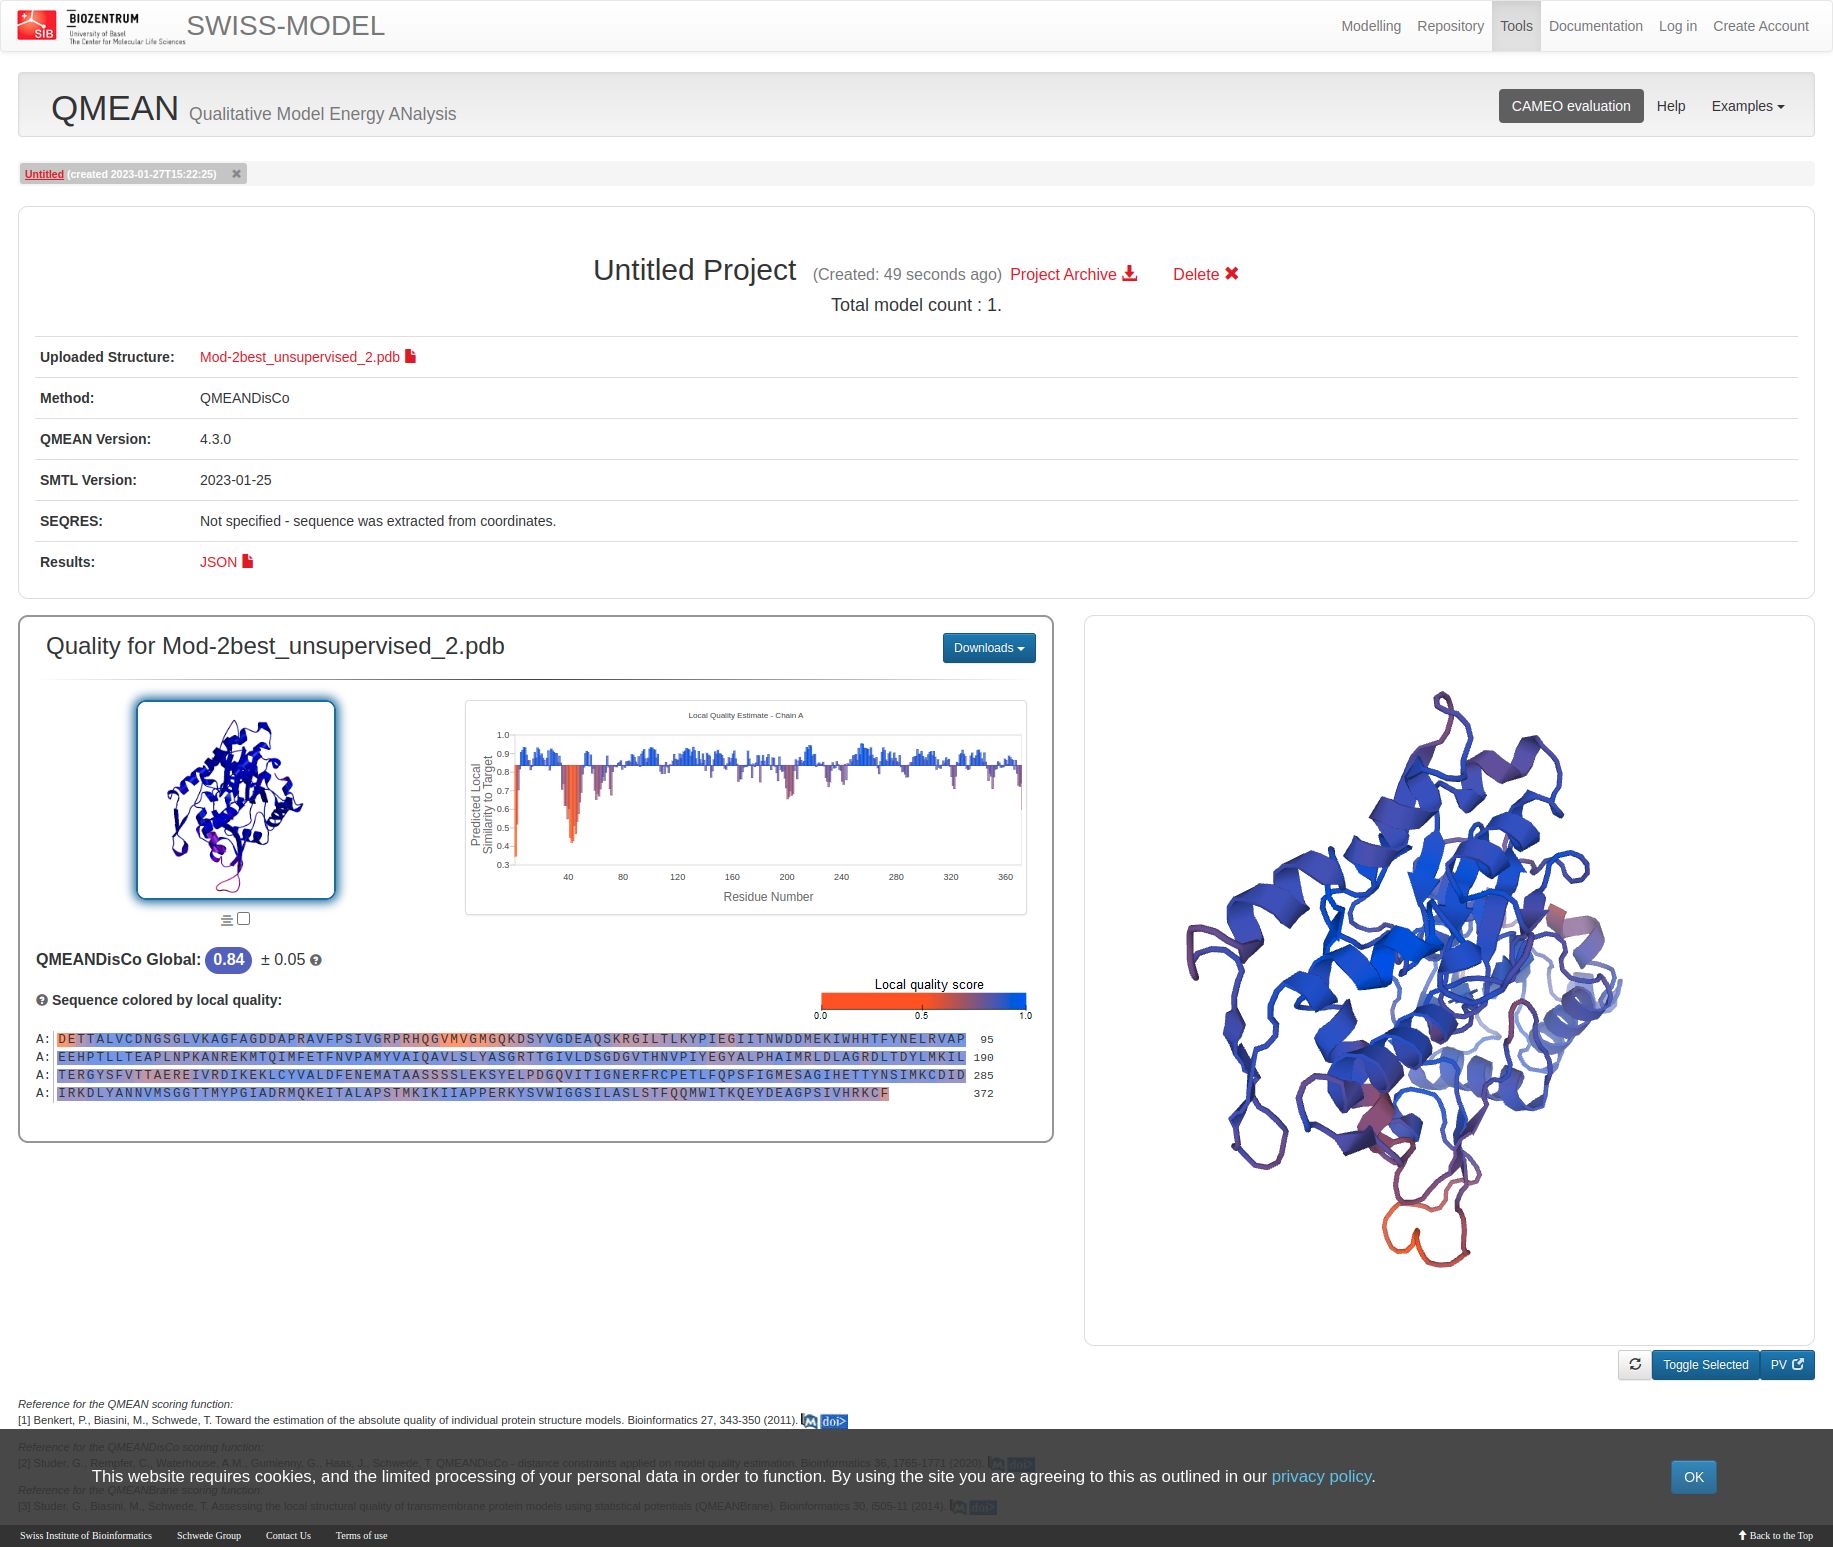 SIB
BIOZENTRUM
University of Basel
The Center for Molecular Life Sciences
SWISS-MODEL
Modelling Repository Tools Documentation Log in Create Account
QMEAN Qualitative Model Energy ANalysis
CAMEO evaluation Help Examples
Untitled (created 2023-01-27T15:22:25) ✖
Untitled Project (Created: 49 seconds ago) Project Archive Delete ✖
Total model count : 1.
Uploaded Structure: Mod-2best_unsupervised_2.pdb
Method: QMEANDisCo
QMEAN Version: 4.3.0
SMTL Version: 2023-01-25
SEQRES: Not specified - sequence was extracted from coordinates.
Results: JSON
Quality for Mod-2best_unsupervised_2.pdb
Downloads
Local Quality Estimate - Chain A
Predicted Local
Similarity to Target
1.0
0.9
0.8
0.7
0.6
0.5
0.4
0.3
40 80 120 160 200 240 280 320 360
Residue Number
QMEANDisCo Global: 0.84 ± 0.05
Sequence colored by local quality:
Local quality score
0.0 0.5 1.0
A: DETTALVCDNGSGLVKAGFAGDDAPRAVFPSIVGRPRHQGVMVGMGQKDSYVGDEAQSKRGILTLKYPIEGIITNWDDMEKIWHHTFYNELRVAP 95
A: EEHPTLLTEAPLNPKANREKMTQIMFETFNVPAMYVAIQAVLSLYASGRTTGIVLDSGDGVTHNVPIYEGYALPHAIMRLDLAGRDLTDYLMKIL 190
A: TERGYSFVTTAEREIVRDIKEKLCYVALDFENEMATAASSSSLEKSYELPDGQVITIGNERFRCPETLFQPSFIGMESAGIHETTYNSIMKCDID 285
A: IRKDLYANNVMSGGTTMYPGIADRMQKEITALAPSTMKIKIIAPPERKYSVWIGGSILASLSTFQQMWITKQEYDEAGPSIVHRKCF 372
Toggle Selected PV
Reference for the QMEAN scoring function:
[1] Benkert, P., Biasini, M., Schwede, T. Toward the estimation of the absolute quality of individual protein structure models. Bioinformatics 27, 343-350 (2011). M doi>
Reference for the QMEANDisCo scoring function:
[2] Studer, G., Rempfer, C., Waterhouse, A.M., Gumienny, G., Haas, J., Schwede, T. QMEANDisCo - distance constraints applied on model quality estimation. Bioinformatics 36, 1765-1771 (2020). M doi>
This website requires cookies, and the limited processing of your personal data in order to function. By using the site you are agreeing to this as outlined in our privacy policy.
OK
Reference for the QMEANBrane scoring function:
[3] Studer, G., Biasini, M., Schwede, T. Assessing the local structural quality of transmembrane protein models using statistical potentials (QMEANBrane). Bioinformatics 30, i505-11 (2014). M doi>
Swiss Institute of Bioinformatics Schwede Group Contact Us Terms of use
Back to the Top